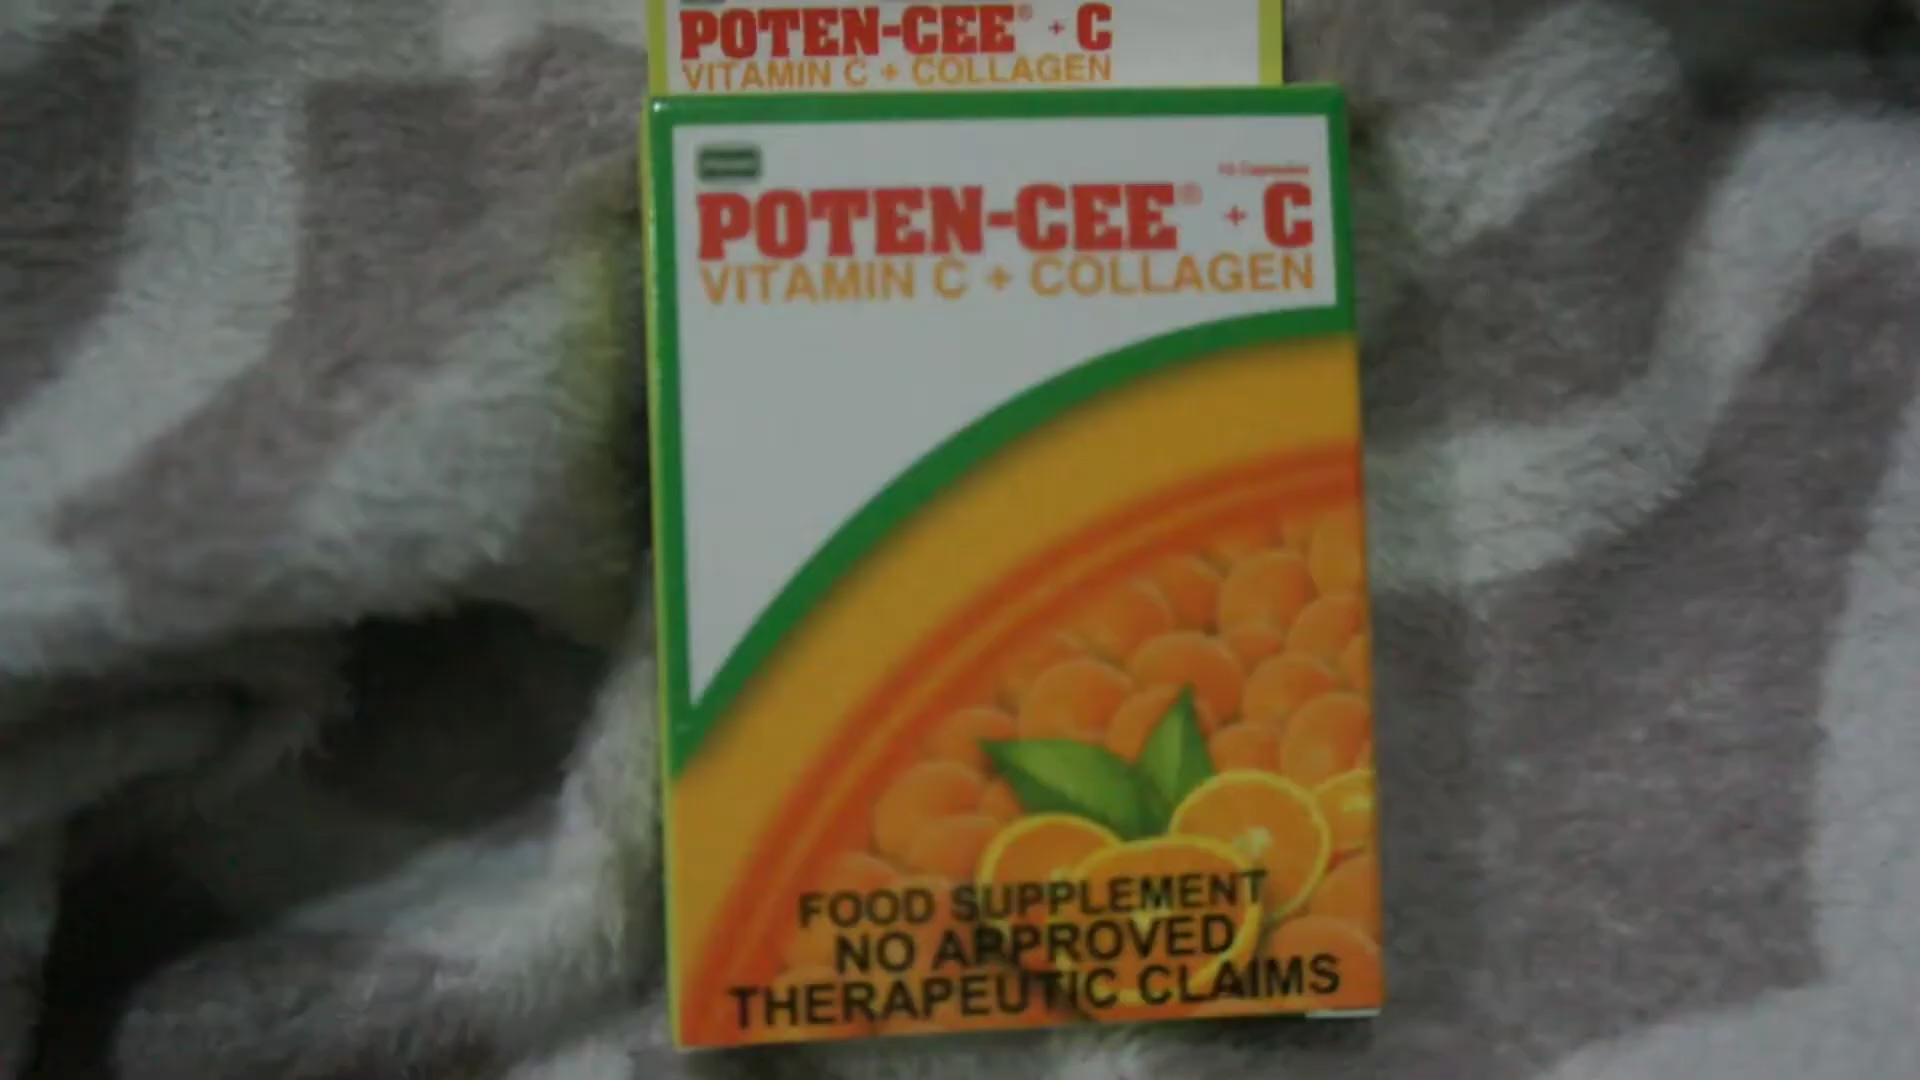 POTEN-CEE® + C
VITAMIN C + COLLAGEN
POTEN-CEE® + C
VITAMIN C + COLLAGEN
FOOD SUPPLEMENT
NO APPROVED
THERAPEUTIC CLAIMS